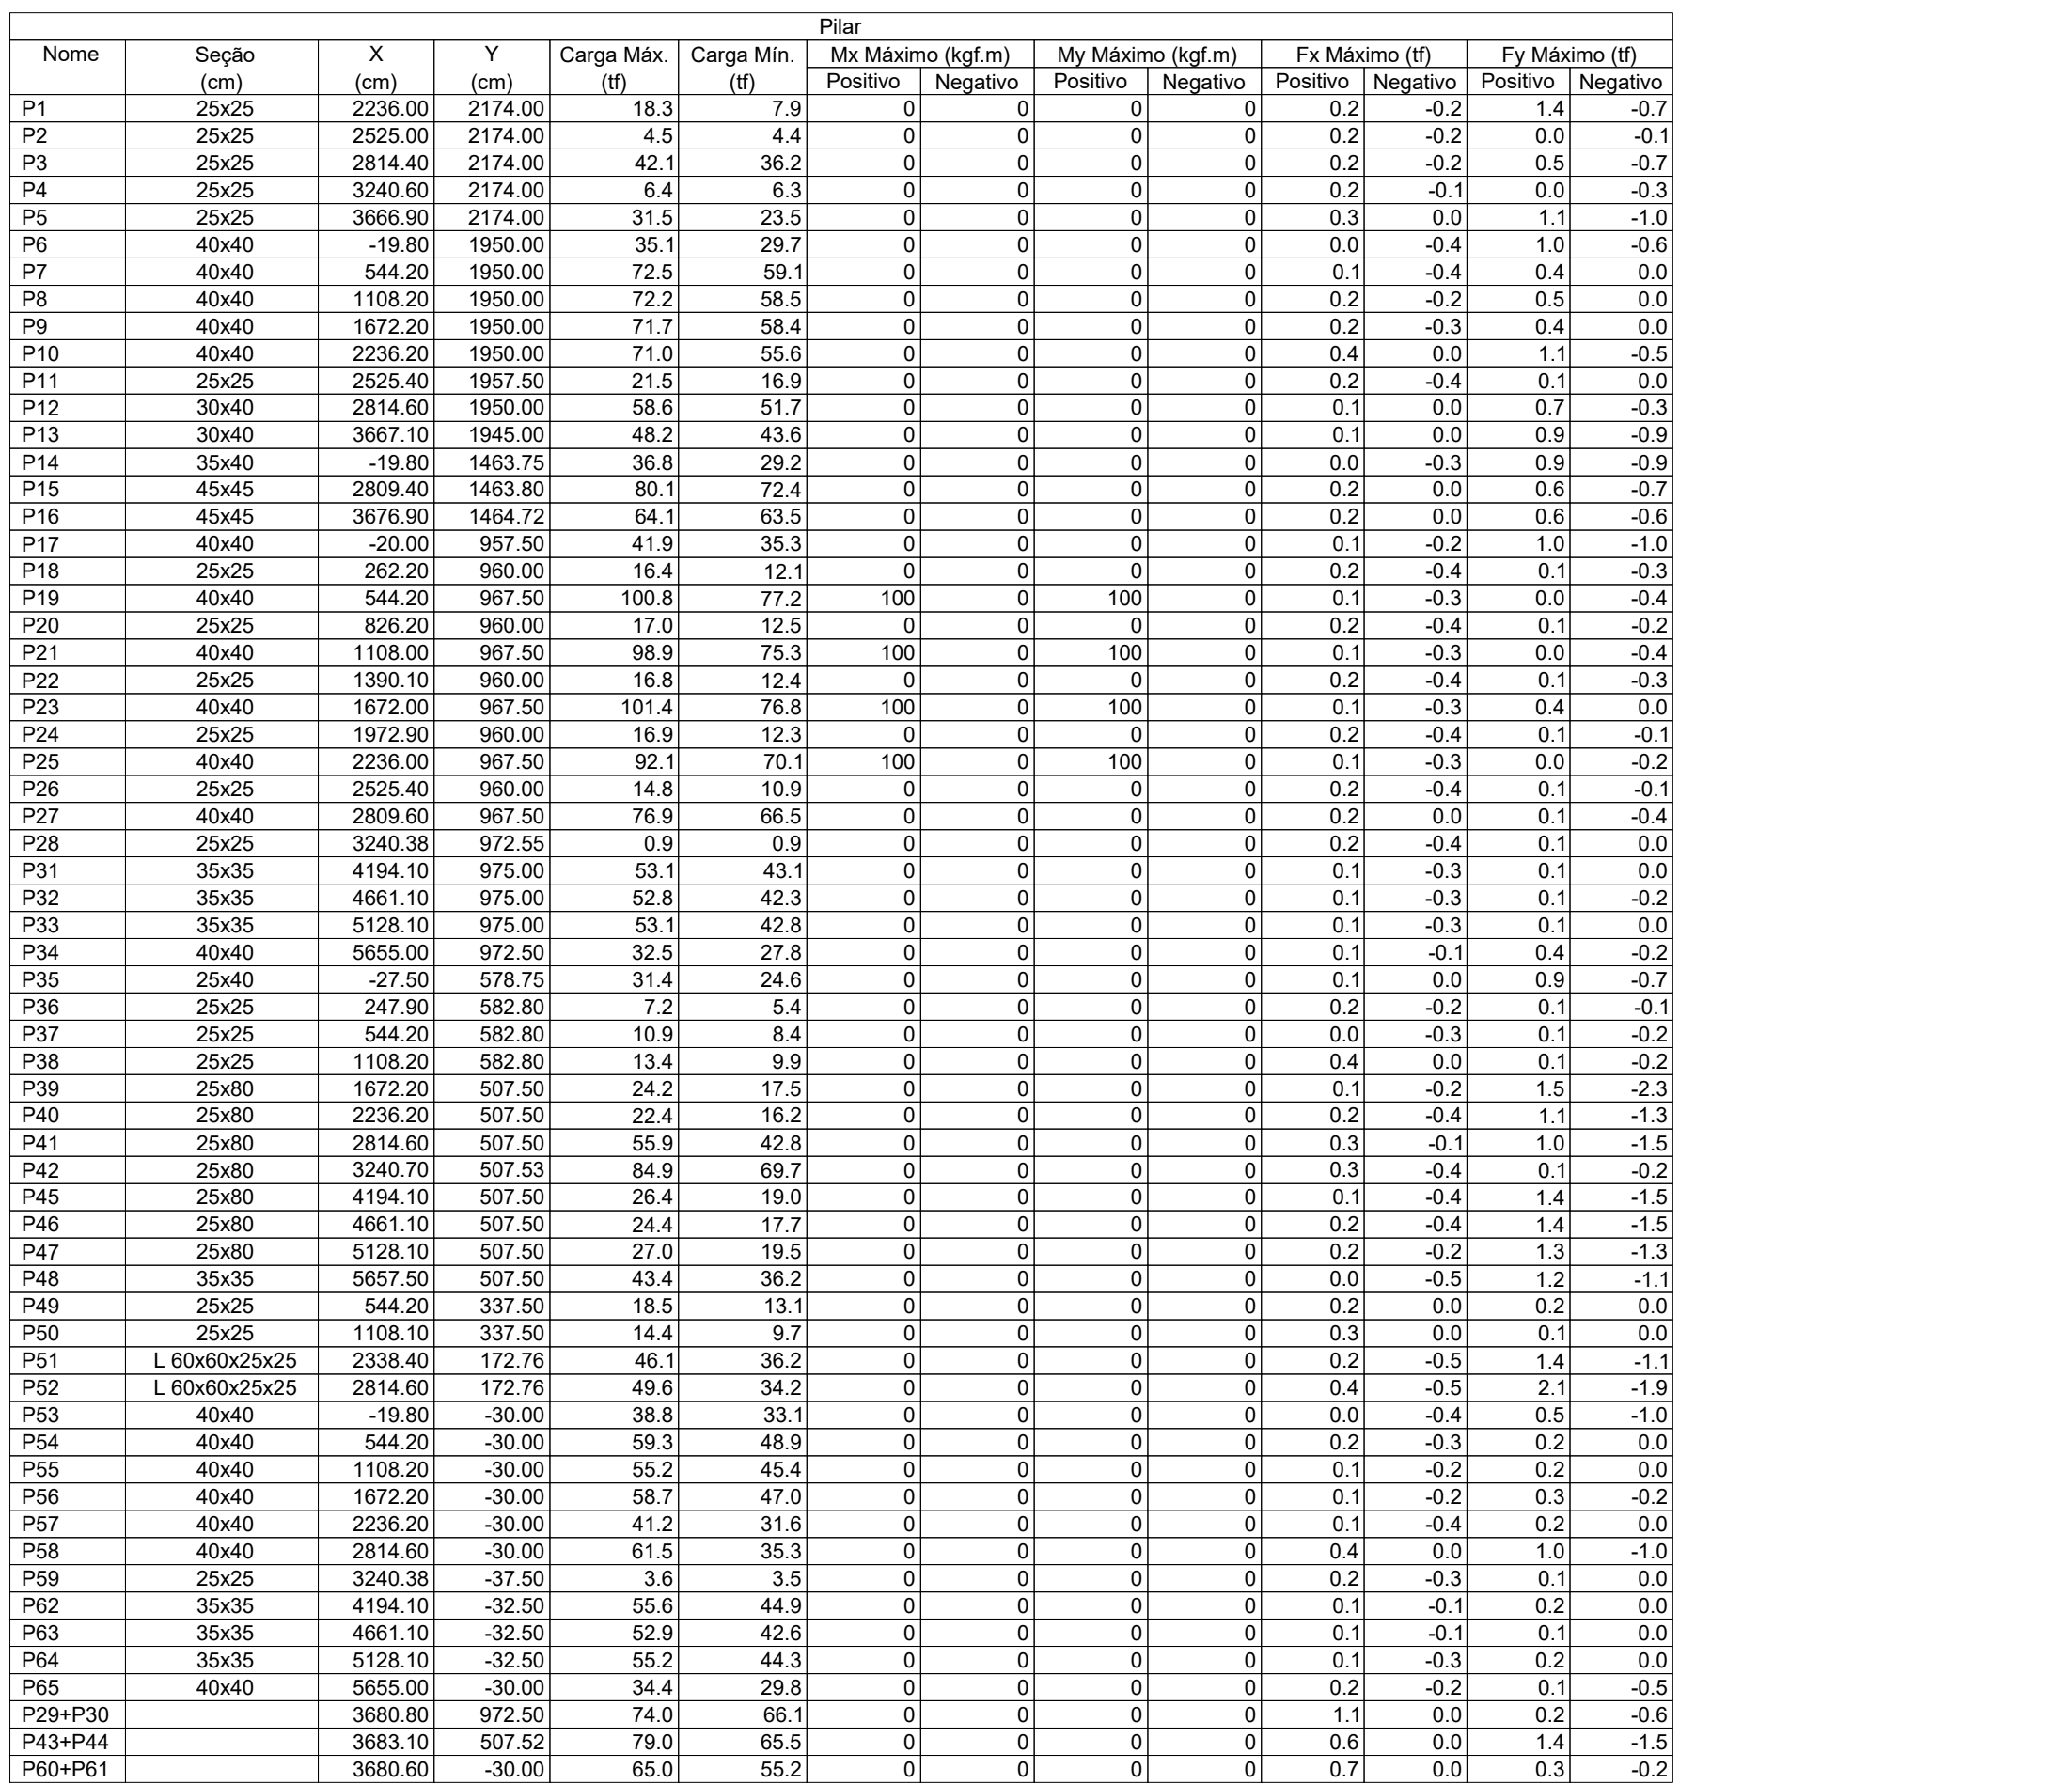 Pilar
Nome Seção X Y Carga Máx. Carga Mín. Mx Máximo (kgf.m) My Máximo (kgf.m) Fx Máximo (tf) Fy Máximo (tf)
(cm) (cm) (cm) (tf) (tf) Positivo Negativo Positivo Negativo Positivo Negativo Positivo Negativo
P1 25x25 2236.00 2174.00 18.3 7.9 0 0 0 0 0.2 -0.2 1.4 -0.7
P2 25x25 2525.00 2174.00 4.5 4.4 0 0 0 0 0.2 -0.2 0.0 -0.1
P3 25x25 2814.40 2174.00 42.1 36.2 0 0 0 0 0.2 -0.2 0.5 -0.7
P4 25x25 3240.60 2174.00 6.4 6.3 0 0 0 0 0.2 -0.1 0.0 -0.3
P5 25x25 3666.90 2174.00 31.5 23.5 0 0 0 0 0.3 0.0 1.1 -1.0
P6 40x40 -19.80 1950.00 35.1 29.7 0 0 0 0 0.0 -0.4 1.0 -0.6
P7 40x40 544.20 1950.00 72.5 59.1 0 0 0 0 0.1 -0.4 0.4 0.0
P8 40x40 1108.20 1950.00 72.2 58.5 0 0 0 0 0.2 -0.2 0.5 0.0
P9 40x40 1672.20 1950.00 71.7 58.4 0 0 0 0 0.2 -0.3 0.4 0.0
P10 40x40 2236.20 1950.00 71.0 55.6 0 0 0 0 0.4 0.0 1.1 -0.5
P11 25x25 2525.40 1957.50 21.5 16.9 0 0 0 0 0.2 -0.4 0.1 0.0
P12 30x40 2814.60 1950.00 58.6 51.7 0 0 0 0 0.1 0.0 0.7 -0.3
P13 30x40 3667.10 1945.00 48.2 43.6 0 0 0 0 0.1 0.0 0.9 -0.9
P14 35x40 -19.80 1463.75 36.8 29.2 0 0 0 0 0.0 -0.3 0.9 -0.9
P15 45x45 2809.40 1463.80 80.1 72.4 0 0 0 0 0.2 0.0 0.6 -0.7
P16 45x45 3676.90 1464.72 64.1 63.5 0 0 0 0 0.2 0.0 0.6 -0.6
P17 40x40 -20.00 957.50 41.9 35.3 0 0 0 0 0.1 -0.2 1.0 -1.0
P18 25x25 262.20 960.00 16.4 12.1 0 0 0 0 0.2 -0.4 0.1 -0.3
P19 40x40 544.20 967.50 100.8 77.2 100 0 100 0 0.1 -0.3 0.0 -0.4
P20 25x25 826.20 960.00 17.0 12.5 0 0 0 0 0.2 -0.4 0.1 -0.2
P21 40x40 1108.00 967.50 98.9 75.3 100 0 100 0 0.1 -0.3 0.0 -0.4
P22 25x25 1390.10 960.00 16.8 12.4 0 0 0 0 0.2 -0.4 0.1 -0.3
P23 40x40 1672.00 967.50 101.4 76.8 100 0 100 0 0.1 -0.3 0.4 0.0
P24 25x25 1972.90 960.00 16.9 12.3 0 0 0 0 0.2 -0.4 0.1 -0.1
P25 40x40 2236.00 967.50 92.1 70.1 100 0 100 0 0.1 -0.3 0.0 -0.2
P26 25x25 2525.40 960.00 14.8 10.9 0 0 0 0 0.2 -0.4 0.1 -0.1
P27 40x40 2809.60 967.50 76.9 66.5 0 0 0 0 0.2 0.0 0.1 -0.4
P28 25x25 3240.38 972.55 0.9 0.9 0 0 0 0 0.2 -0.4 0.1 0.0
P31 35x35 4194.10 975.00 53.1 43.1 0 0 0 0 0.1 -0.3 0.1 0.0
P32 35x35 4661.10 975.00 52.8 42.3 0 0 0 0 0.1 -0.3 0.1 -0.2
P33 35x35 5128.10 975.00 53.1 42.8 0 0 0 0 0.1 -0.3 0.1 0.0
P34 40x40 5655.00 972.50 32.5 27.8 0 0 0 0 0.1 -0.1 0.4 -0.2
P35 25x40 -27.50 578.75 31.4 24.6 0 0 0 0 0.1 0.0 0.9 -0.7
P36 25x25 247.90 582.80 7.2 5.4 0 0 0 0 0.2 -0.2 0.1 -0.1
P37 25x25 544.20 582.80 10.9 8.4 0 0 0 0 0.0 -0.3 0.1 -0.2
P38 25x25 1108.20 582.80 13.4 9.9 0 0 0 0 0.4 0.0 0.1 -0.2
P39 25x80 1672.20 507.50 24.2 17.5 0 0 0 0 0.1 -0.2 1.5 -2.3
P40 25x80 2236.20 507.50 22.4 16.2 0 0 0 0 0.2 -0.4 1.1 -1.3
P41 25x80 2814.60 507.50 55.9 42.8 0 0 0 0 0.3 -0.1 1.0 -1.5
P42 25x80 3240.70 507.53 84.9 69.7 0 0 0 0 0.3 -0.4 0.1 -0.2
P45 25x80 4194.10 507.50 26.4 19.0 0 0 0 0 0.1 -0.4 1.4 -1.5
P46 25x80 4661.10 507.50 24.4 17.7 0 0 0 0 0.2 -0.4 1.4 -1.5
P47 25x80 5128.10 507.50 27.0 19.5 0 0 0 0 0.2 -0.2 1.3 -1.3
P48 35x35 5657.50 507.50 43.4 36.2 0 0 0 0 0.0 -0.5 1.2 -1.1
P49 25x25 544.20 337.50 18.5 13.1 0 0 0 0 0.2 0.0 0.2 0.0
P50 25x25 1108.10 337.50 14.4 9.7 0 0 0 0 0.3 0.0 0.1 0.0
P51 L 60x60x25x25 2338.40 172.76 46.1 36.2 0 0 0 0 0.2 -0.5 1.4 -1.1
P52 L 60x60x25x25 2814.60 172.76 49.6 34.2 0 0 0 0 0.4 -0.5 2.1 -1.9
P53 40x40 -19.80 -30.00 38.8 33.1 0 0 0 0 0.0 -0.4 0.5 -1.0
P54 40x40 544.20 -30.00 59.3 48.9 0 0 0 0 0.2 -0.3 0.2 0.0
P55 40x40 1108.20 -30.00 55.2 45.4 0 0 0 0 0.1 -0.2 0.2 0.0
P56 40x40 1672.20 -30.00 58.7 47.0 0 0 0 0 0.1 -0.2 0.3 -0.2
P57 40x40 2236.20 -30.00 41.2 31.6 0 0 0 0 0.1 -0.4 0.2 0.0
P58 40x40 2814.60 -30.00 61.5 35.3 0 0 0 0 0.4 0.0 1.0 -1.0
P59 25x25 3240.38 -37.50 3.6 3.5 0 0 0 0 0.2 -0.3 0.1 0.0
P62 35x35 4194.10 -32.50 55.6 44.9 0 0 0 0 0.1 -0.1 0.2 0.0
P63 35x35 4661.10 -32.50 52.9 42.6 0 0 0 0 0.1 -0.1 0.1 0.0
P64 35x35 5128.10 -32.50 55.2 44.3 0 0 0 0 0.1 -0.3 0.2 0.0
P65 40x40 5655.00 -30.00 34.4 29.8 0 0 0 0 0.2 -0.2 0.1 -0.5
P29+P30 3680.80 972.50 74.0 66.1 0 0 0 0 1.1 0.0 0.2 -0.6
P43+P44 3683.10 507.52 79.0 65.5 0 0 0 0 0.6 0.0 1.4 -1.5
P60+P61 3680.60 -30.00 65.0 55.2 0 0 0 0 0.7 0.0 0.3 -0.2